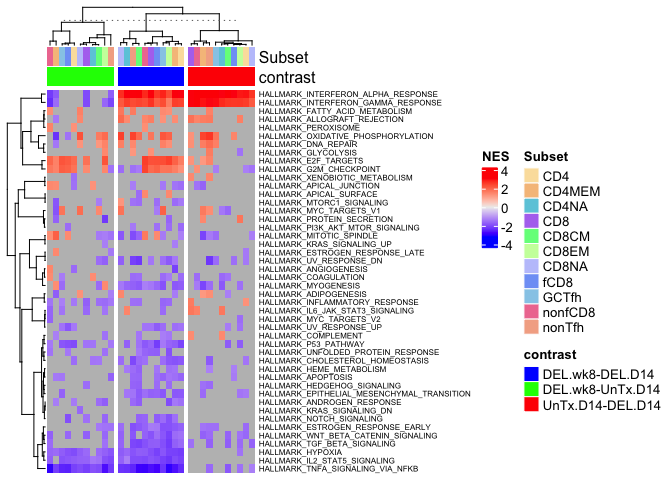 Subset
contrast
HALLMARK_INTERFERON_ALPHA_RESPONSE
HALLMARK_INTERFERON_GAMMA_RESPONSE
HALLMARK_FATTY_ACID_METABOLISM
HALLMARK_ALLOGRAFT_REJECTION
HALLMARK_PEROXISOME
HALLMARK_OXIDATIVE_PHOSPHORYLATION
HALLMARK_DNA_REPAIR
HALLMARK_GLYCOLYSIS
HALLMARK_E2F_TARGETS
HALLMARK_G2M_CHECKPOINT
HALLMARK_XENOBIOTIC_METABOLISM
HALLMARK_APICAL_JUNCTION
HALLMARK_APICAL_SURFACE
HALLMARK_MTORC1_SIGNALING
HALLMARK_MYC_TARGETS_V1
HALLMARK_PROTEIN_SECRETION
HALLMARK_PI3K_AKT_MTOR_SIGNALING
HALLMARK_MITOTIC_SPINDLE
HALLMARK_KRAS_SIGNALING_UP
HALLMARK_ESTROGEN_RESPONSE_LATE
HALLMARK_UV_RESPONSE_DN
HALLMARK_ANGIOGENESIS
HALLMARK_COAGULATION
HALLMARK_MYOGENESIS
HALLMARK_ADIPOGENESIS
HALLMARK_INFLAMMATORY_RESPONSE
HALLMARK_IL6_JAK_STAT3_SIGNALING
HALLMARK_MYC_TARGETS_V2
HALLMARK_UV_RESPONSE_UP
HALLMARK_COMPLEMENT
HALLMARK_P53_PATHWAY
HALLMARK_UNFOLDED_PROTEIN_RESPONSE
HALLMARK_CHOLESTEROL_HOMEOSTASIS
HALLMARK_HEME_METABOLISM
HALLMARK_APOPTOSIS
HALLMARK_HEDGEHOG_SIGNALING
HALLMARK_EPITHELIAL_MESENCHYMAL_TRANSITION
HALLMARK_ANDROGEN_RESPONSE
HALLMARK_KRAS_SIGNALING_DN
HALLMARK_NOTCH_SIGNALING
HALLMARK_ESTROGEN_RESPONSE_EARLY
HALLMARK_WNT_BETA_CATENIN_SIGNALING
HALLMARK_TGF_BETA_SIGNALING
HALLMARK_HYPOXIA
HALLMARK_IL2_STAT5_SIGNALING
HALLMARK_TNFA_SIGNALING_VIA_NFKB
NES
4
2
0
-2
-4
Subset
CD4
CD4MEM
CD4NA
CD8
CD8CM
CD8EM
CD8NA
fCD8
GCTfh
nonfCD8
nonTfh
contrast
DEL.wk8-DEL.D14
DEL.wk8-UnTx.D14
UnTx.D14-DEL.D14